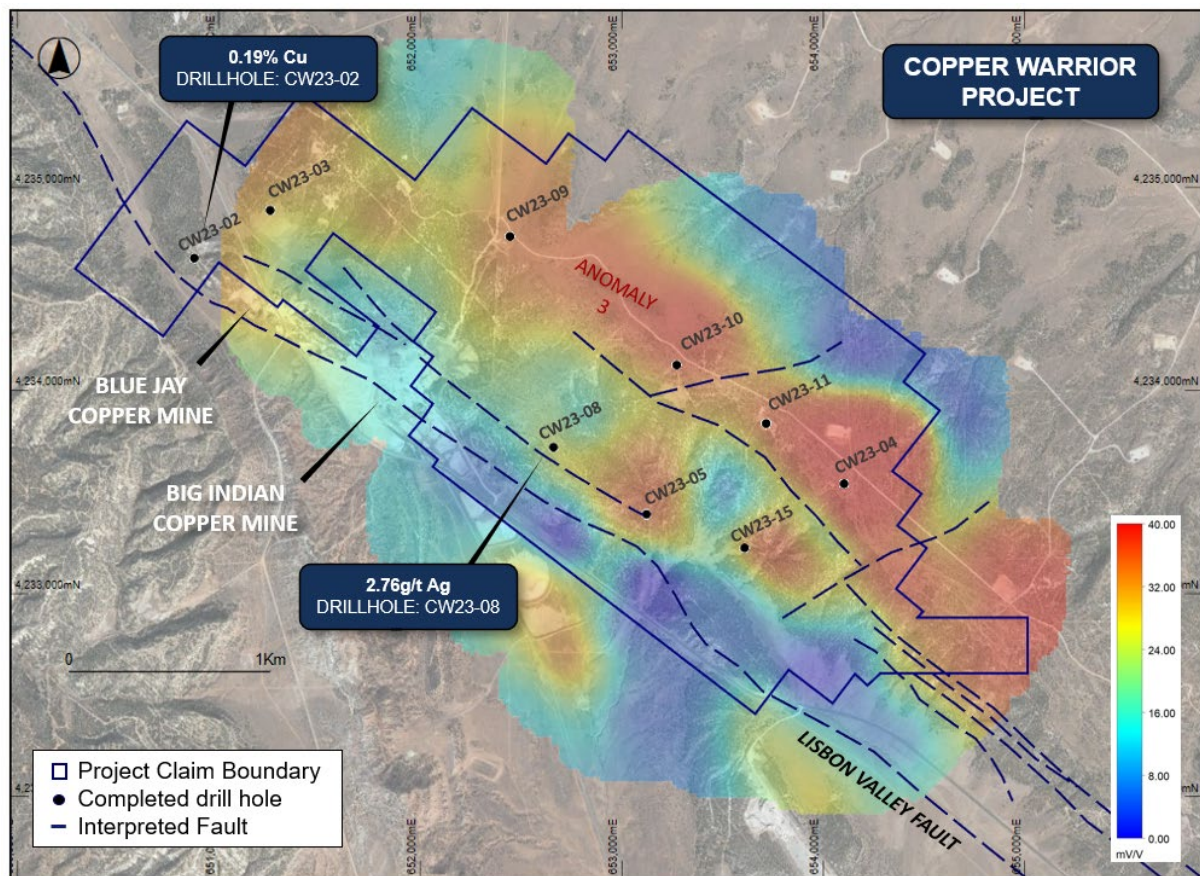 652,000mE
653,000mE
654,000mE
0.19% Cu
DRILLHOLE: CW23-02
COPPER WARRIOR
PROJECT
4,235,000mN
4,235,000mN
CW23-03
CW23-02
CW23-09
ANOMALY
3
CW23-10
4,234,000mN
BLUE JAY
COPPER MINE
CW23-11
CW23-08
CW23-04
CW23-05
BIG INDIAN
COPPER MINE
CW23-15
2.76g/t Ag
DRILLHOLE: CW23-08
4,233,000mN
4,233,000mN
0
1Km
40.00
32.00
24.00
16.00
8.00
0.00
mV/V
LISBON VALLEY FAULT
Project Claim Boundary
Completed drill hole
Interpreted Fault
652,000mE
653,000mE
654,000mE
655,000mE